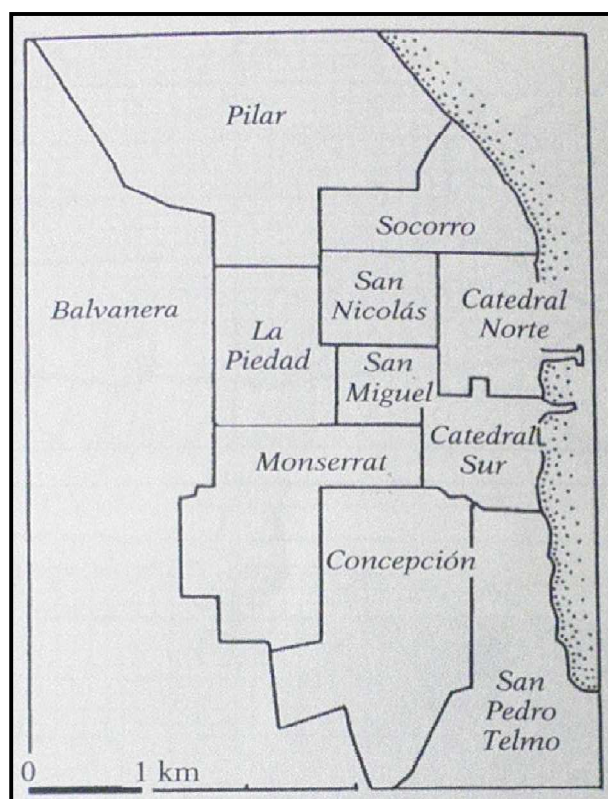 Pilar
Socorro
San
Nicolás
Catedral
Norte
Balvanera
La
Piedad
San
Miguel
Catedral
Sur
Monserrat
Concepción
San
Pedro
Telmo
0 1 km